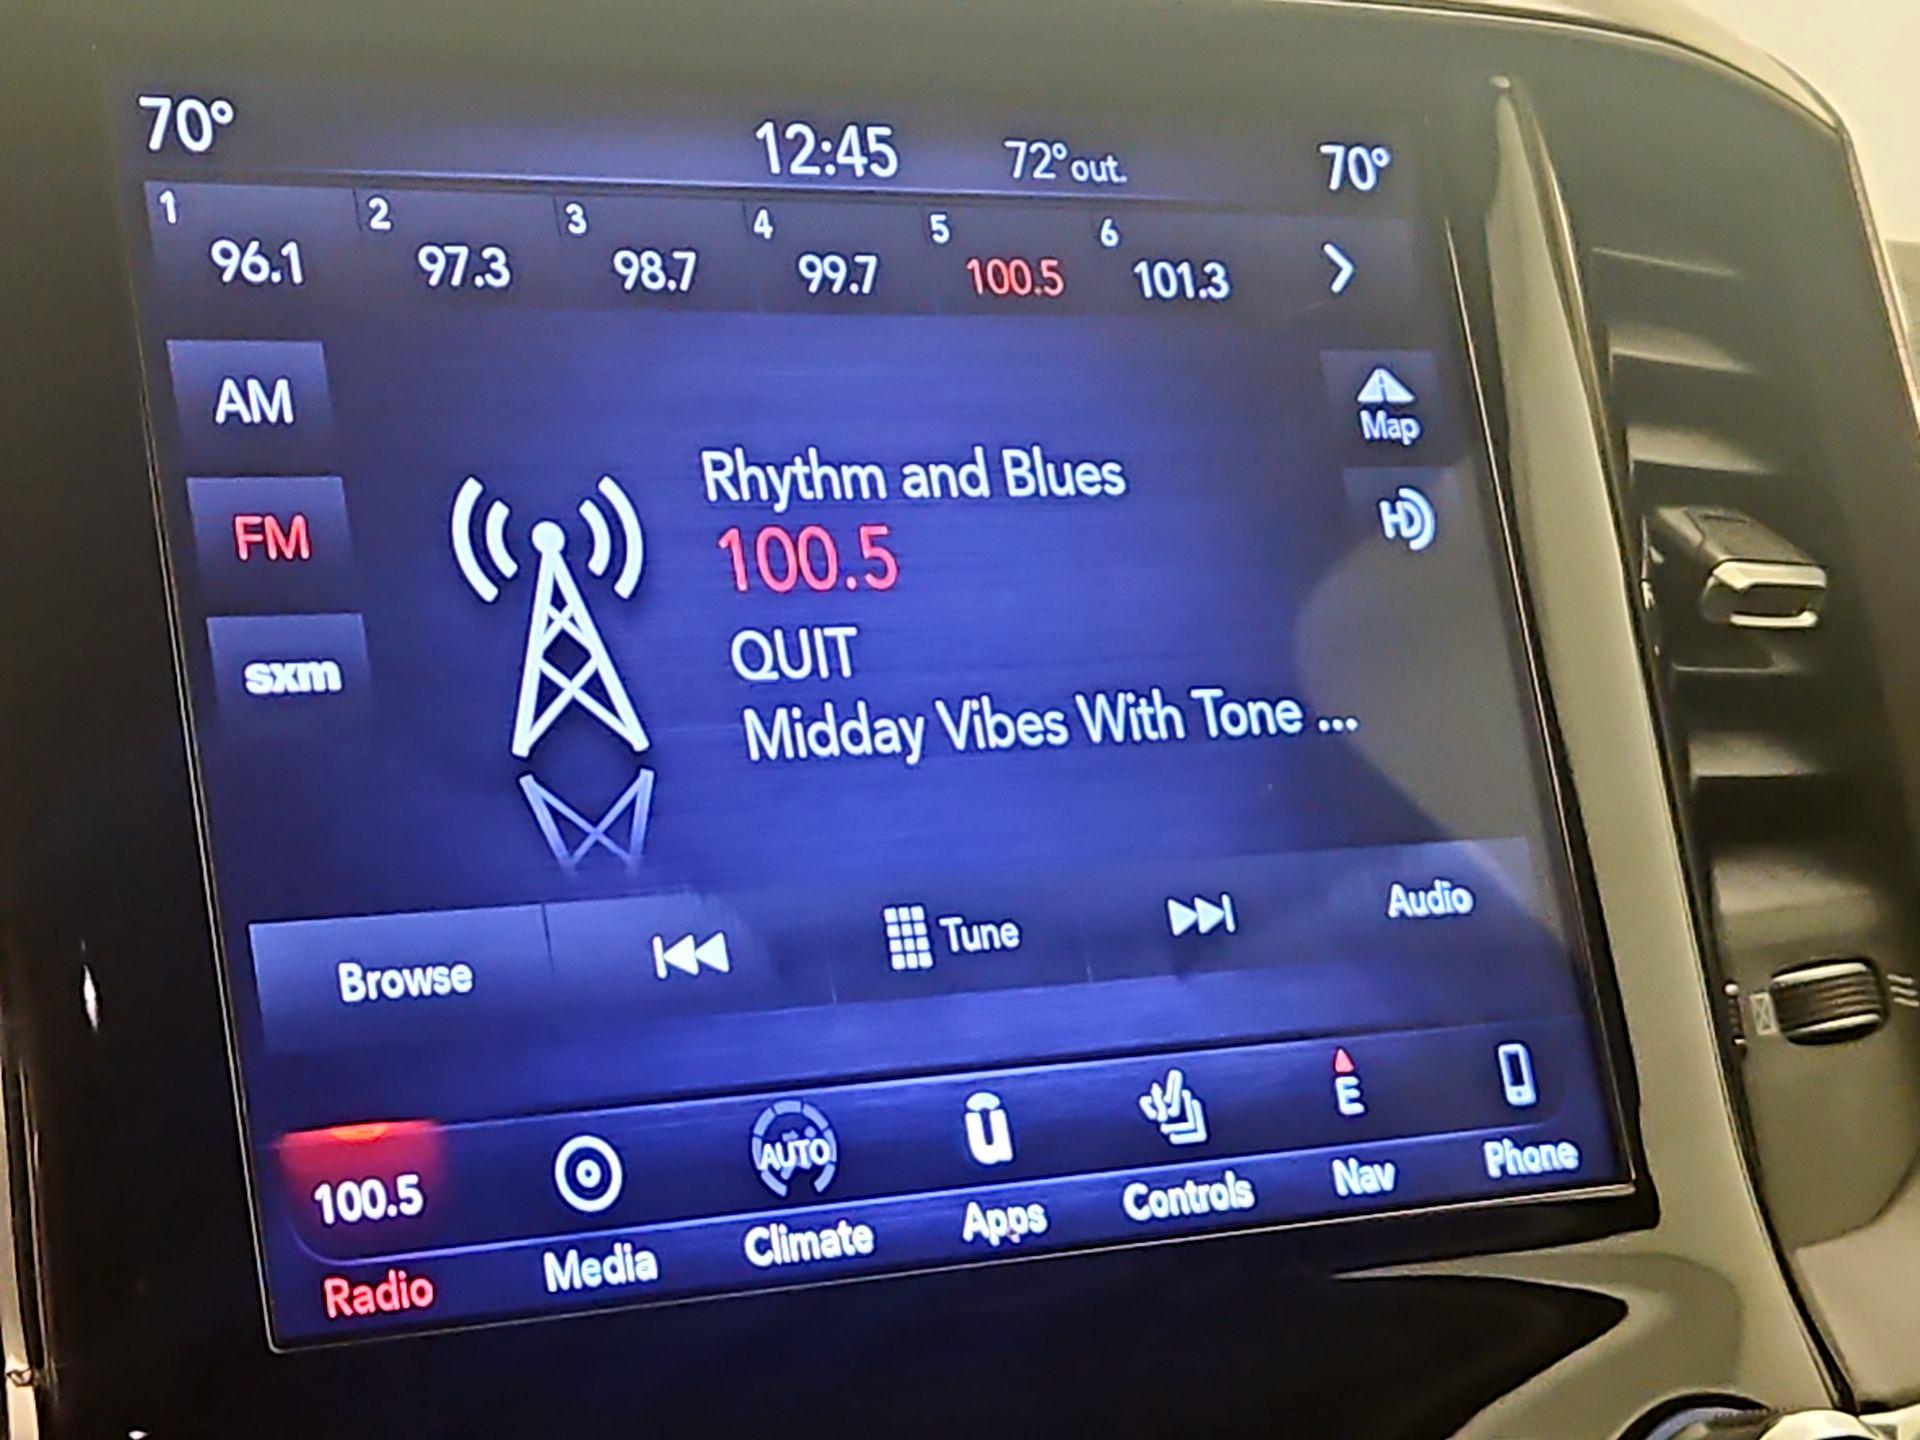 70° 12:45 72° out. 70°
1 2 3 4 5 6
96.1 97.3 98.7 99.7 100.5 101.3
AM
Map
FM
HD
sxm
Rhythm and Blues
100.5
QUIT
Midday Vibes With Tone ...
Browse Tune Audio
100.5 AUTO u E
Radio Media Climate Apps Controls Nav Phone